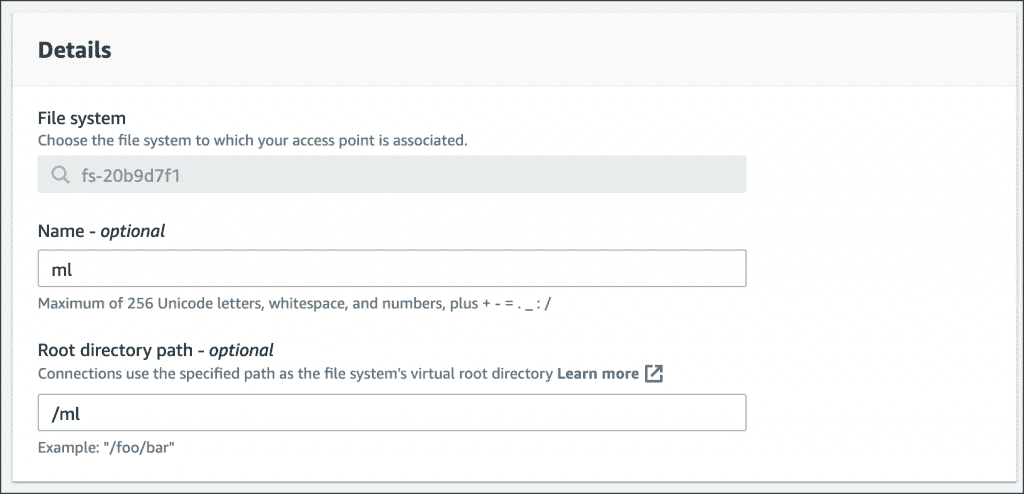 Details
File system
Choose the file system to which your access point is associated.
fs-20b9d7f1
Name - optional
ml
Maximum of 256 Unicode letters, whitespace, and numbers, plus + - = . _ : /
Root directory path - optional
Connections use the specified path as the file system's virtual root directory Learn more
/ml
Example: "/foo/bar"